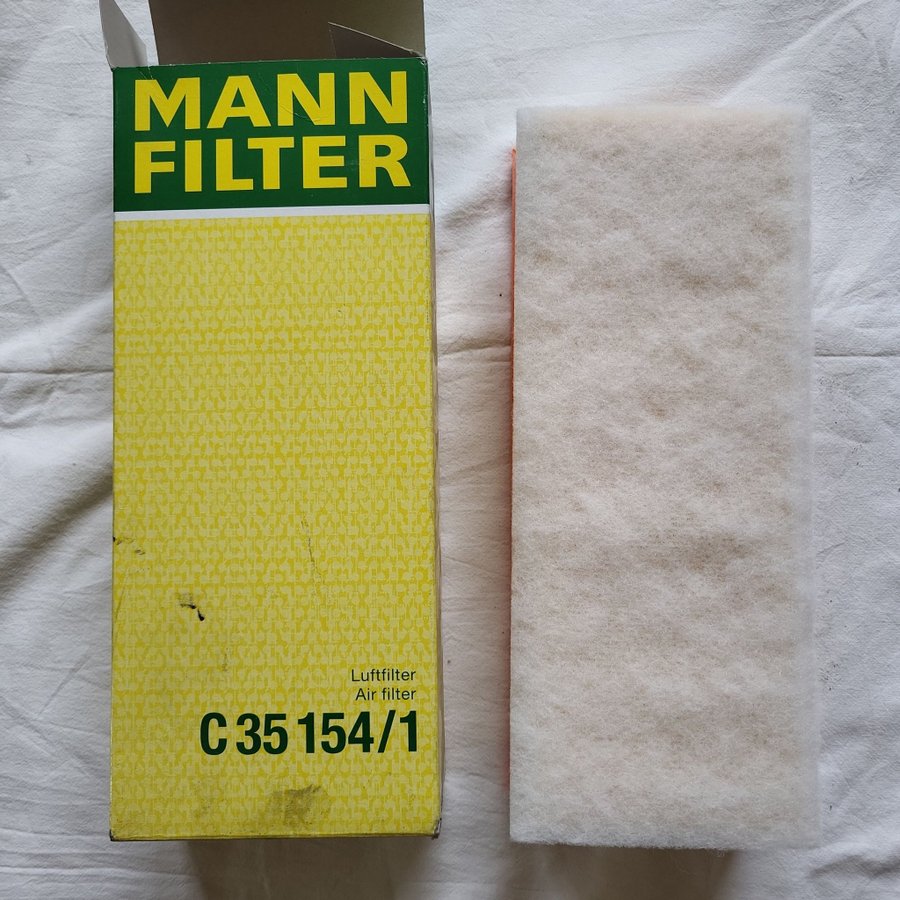 MANN
FILTER
Luftfilter
Air filter
C 35 154/1